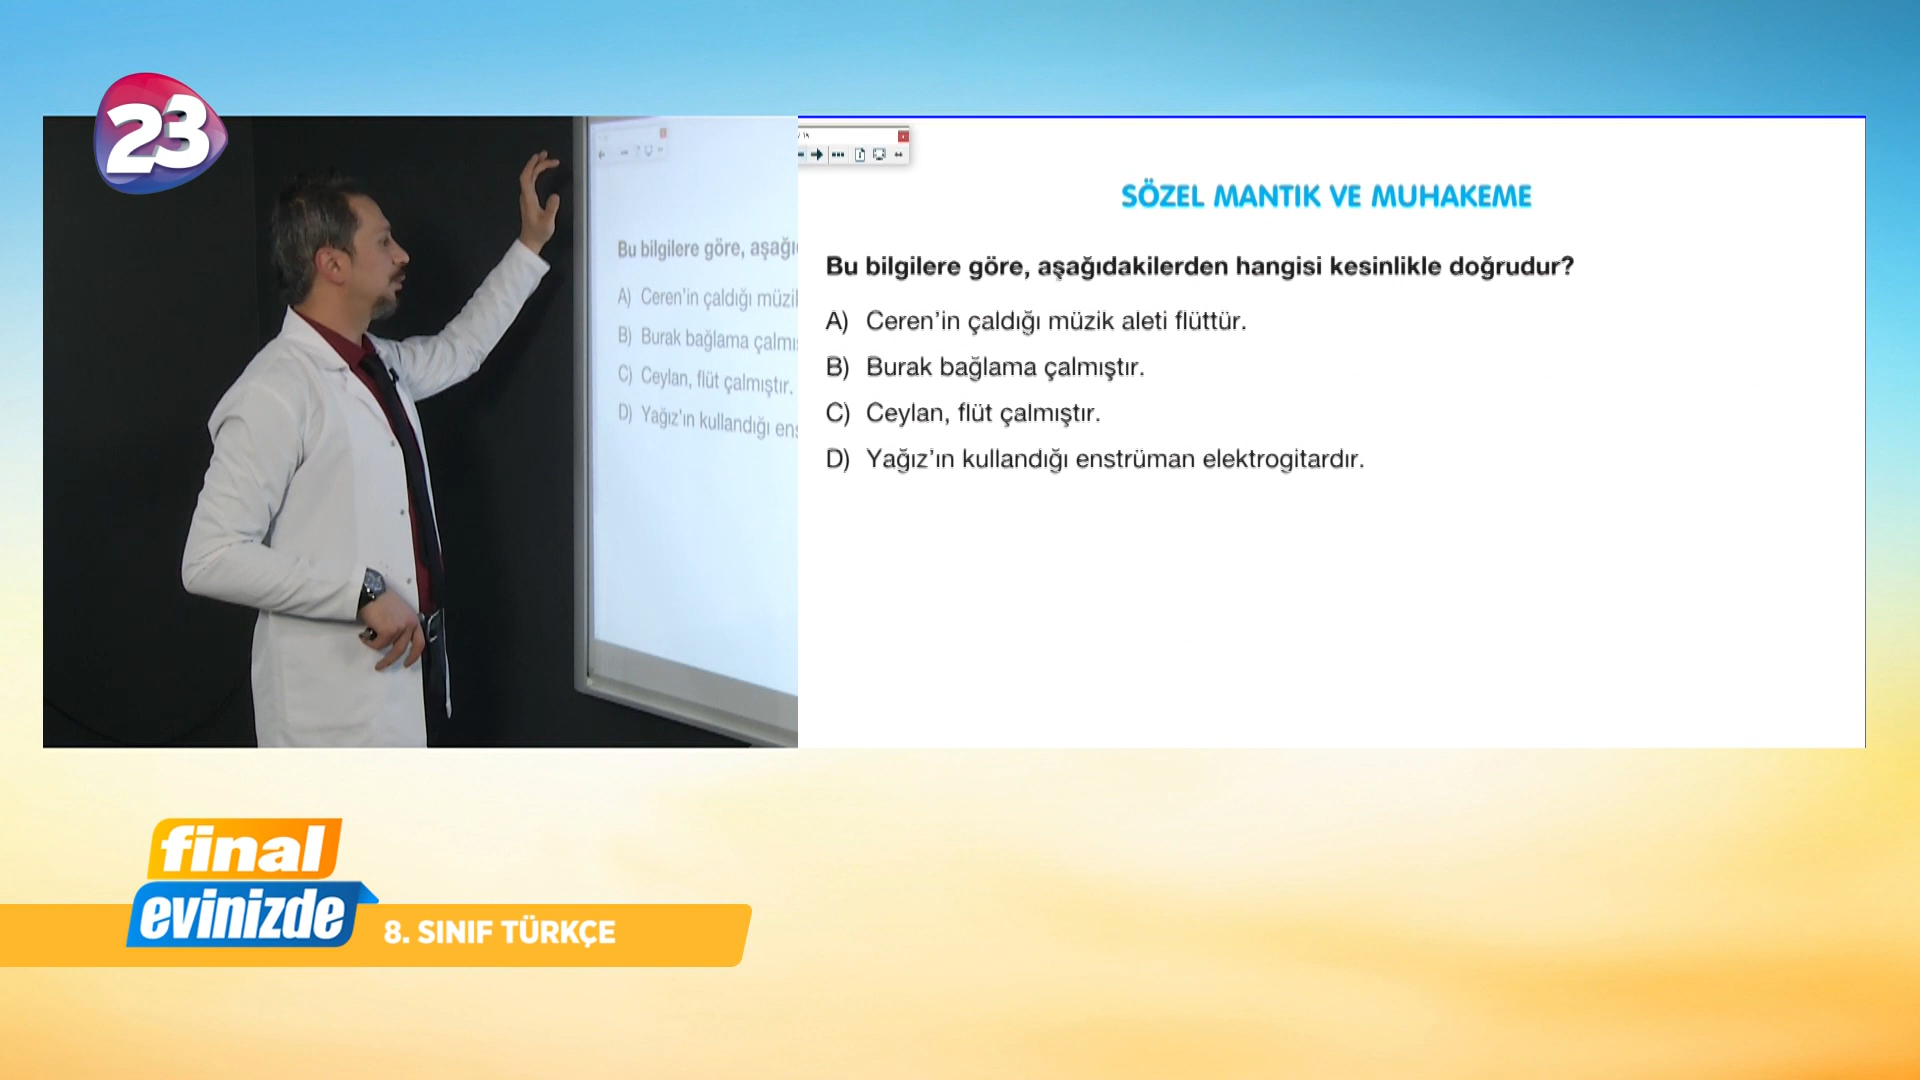 23
SÖZEL MANTIK VE MUHAKEME
Bu bilgilere göre, aşağıdakilerden hangisi kesinlikle doğrudur?
A) Ceren’in çaldığı müzik aleti flüttür.
B) Burak bağlama çalmıştır.
C) Ceylan, flüt çalmıştır.
D) Yağız’ın kullandığı enstrüman elektrogitardır.
Bu bilgilere göre, aşağı
A) Ceren’in çaldığı müzi
B) Burak bağlama çalmı
C) Ceylan, flüt çalmıştır.
D) Yağız’ın kullandığı en
final
evinizde
8. SINIF TÜRKÇE